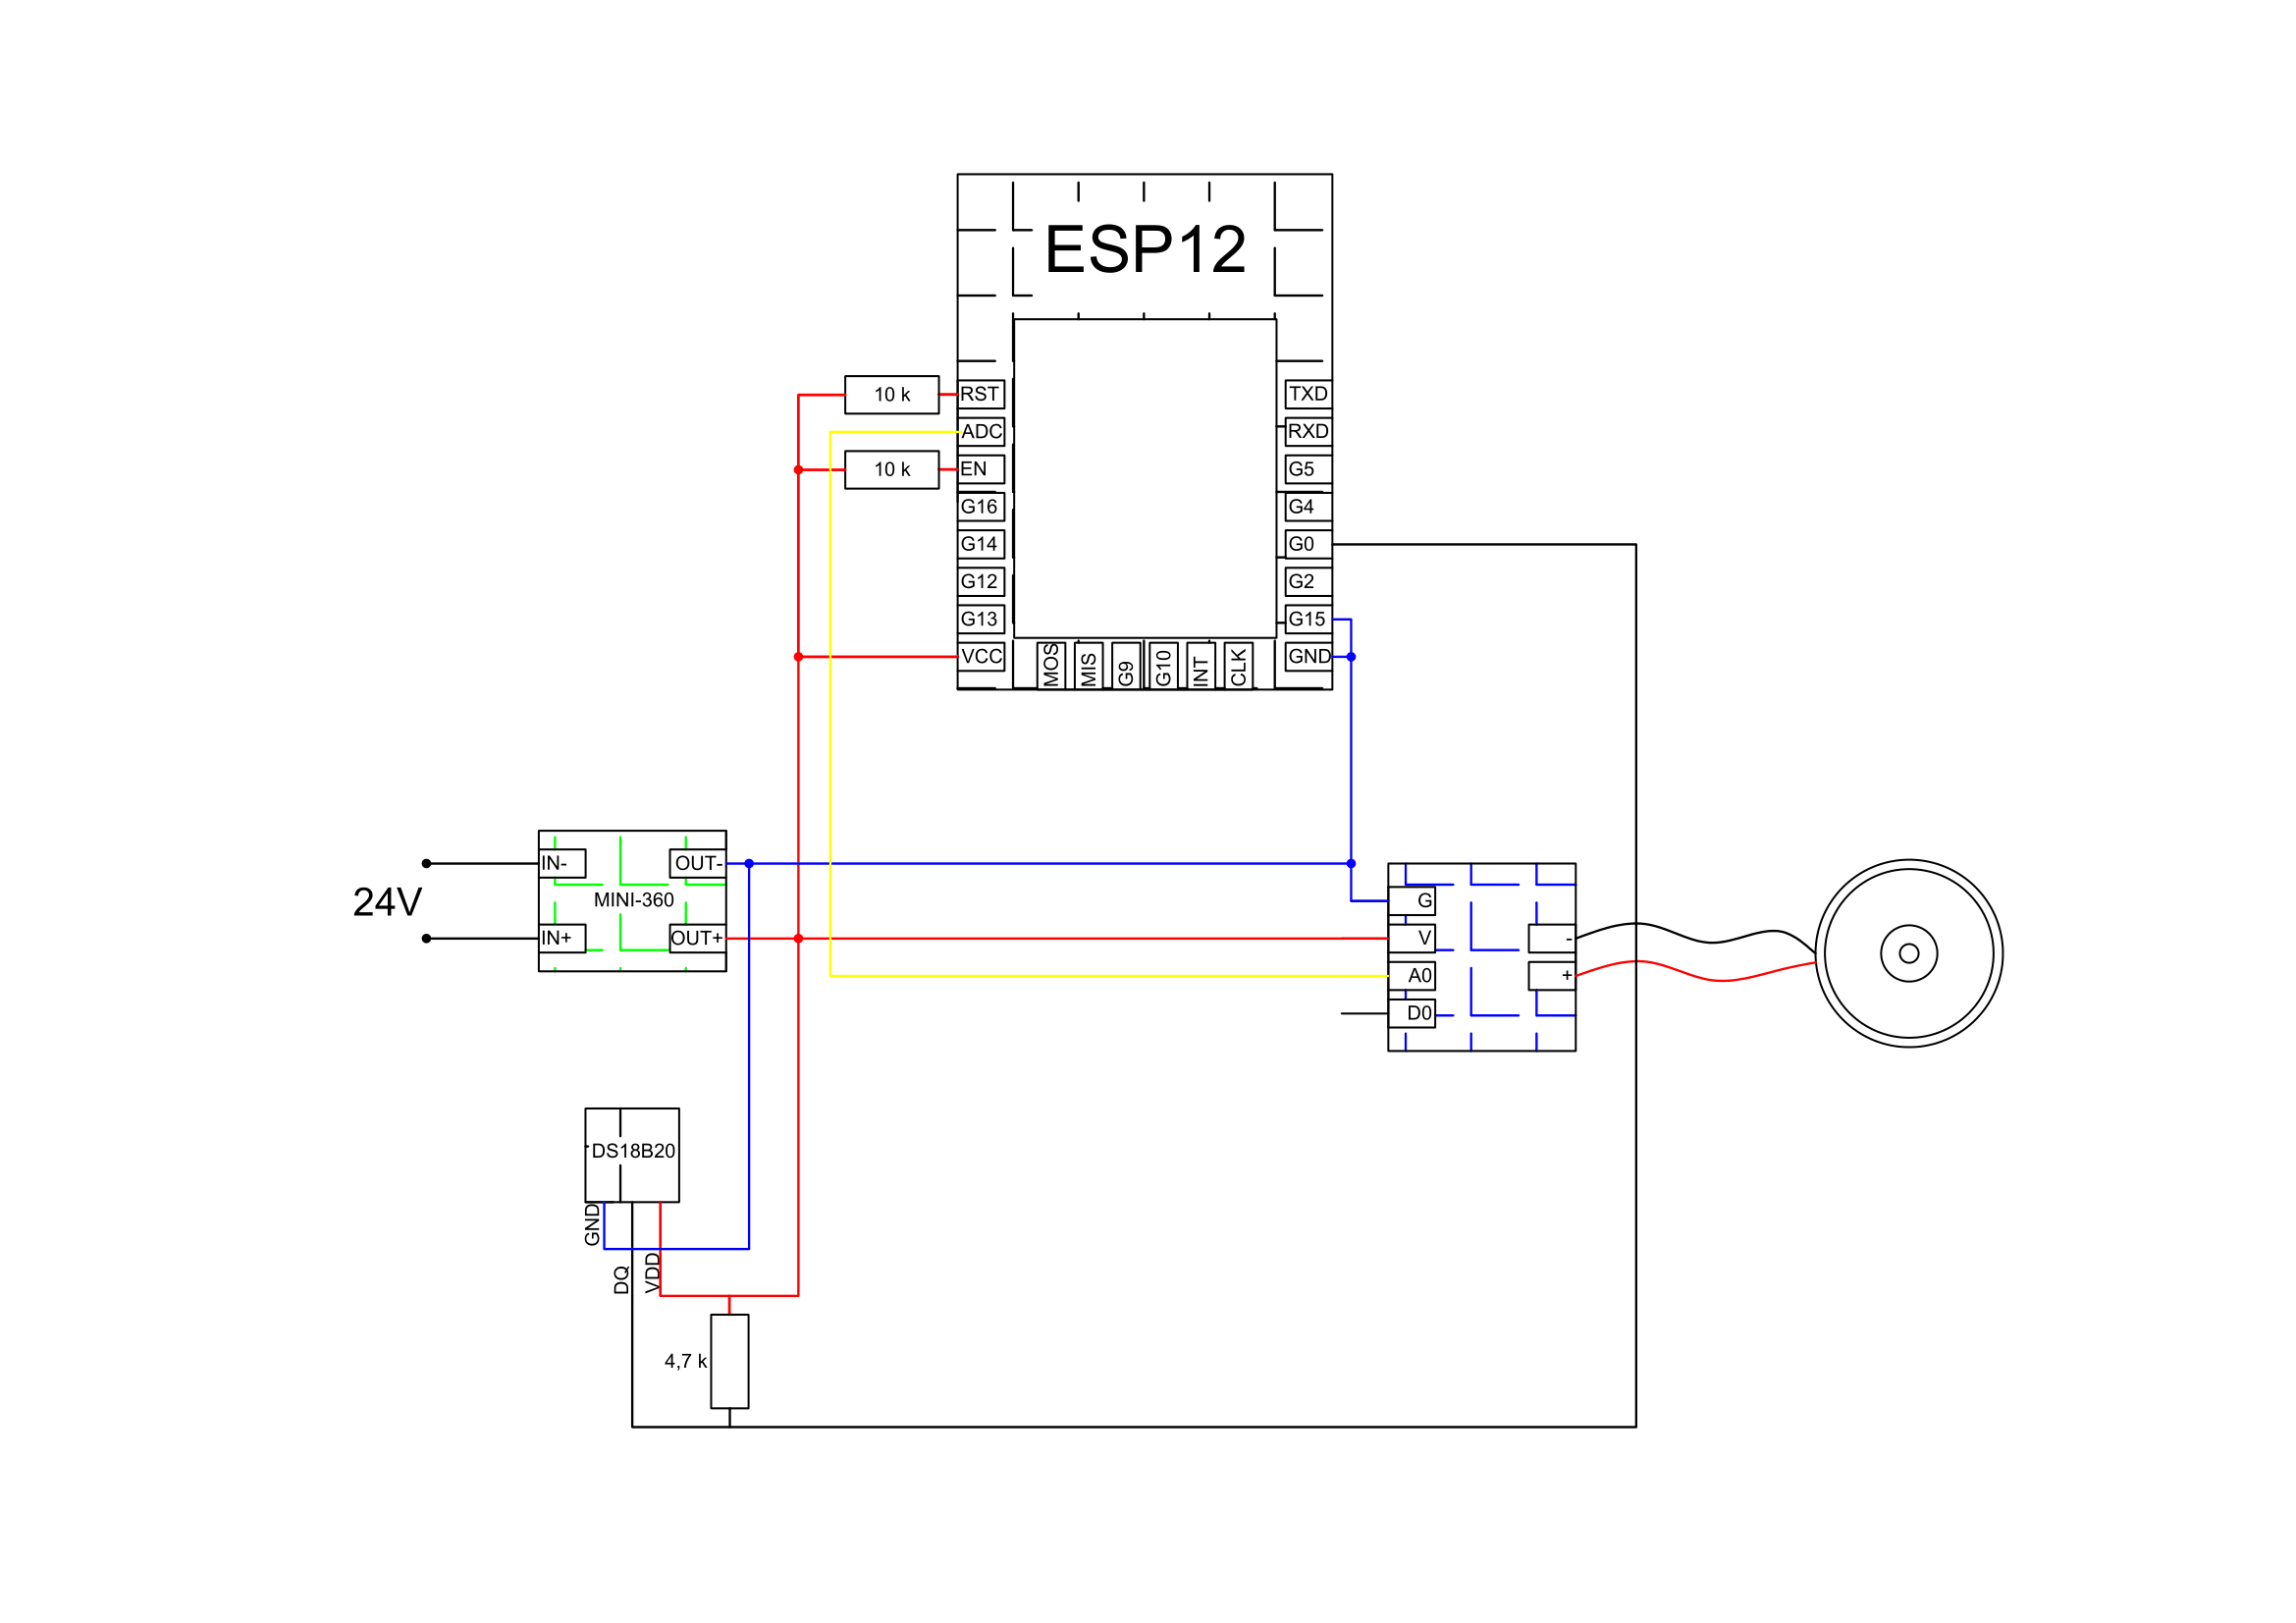 ESP12
10 k
RST
TXD
ADC
RXD
10 k
EN
G5
G16
G4
G14
G0
G12
G2
G13
G15
VCC
GND
MOS
MIS
G9
G10
INT
CLK
24V
IN-
OUT-
MINI-360
IN+
OUT+
G
V
-
A0
+
D0
DS18B20
GND
DQ
VDD
4,7 k